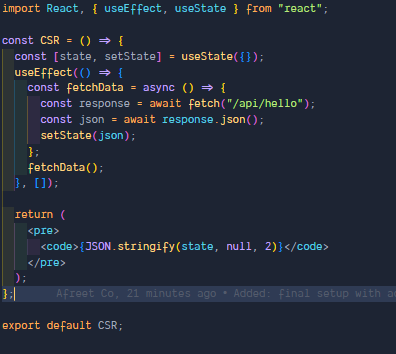 import React, { useEffect, useState } from "react";
const CSR = () => {
const [state, setState] = useState({});
useEffect(() => {
const fetchData = async () => {
const response = await fetch("/api/hello");
const json = await response.json();
setState(json);
};
fetchData();
}, []);
return (
<pre>
<code>{JSON.stringify(state, null, 2)}</code>
</pre>
);
}; Afreet Co, 21 minutes ago • Added: final setup with
export default CSR;